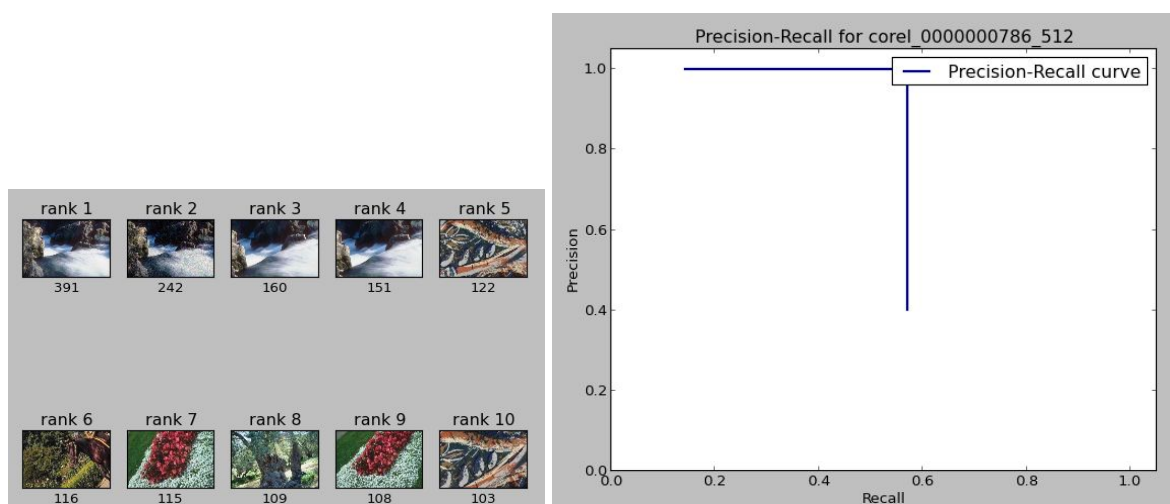 rank 1 rank 2 rank 3 rank 4 rank 5
391 242 160 151 122
rank 6 rank 7 rank 8 rank 9 rank 10
116 115 109 108 103
Precision-Recall for corel_0000000786_512
Precision-Recall curve
1.0
0.8
0.6
0.4
0.2
0.0
Precision
0.0 0.2 0.4 0.6 0.8 1.0
Recall